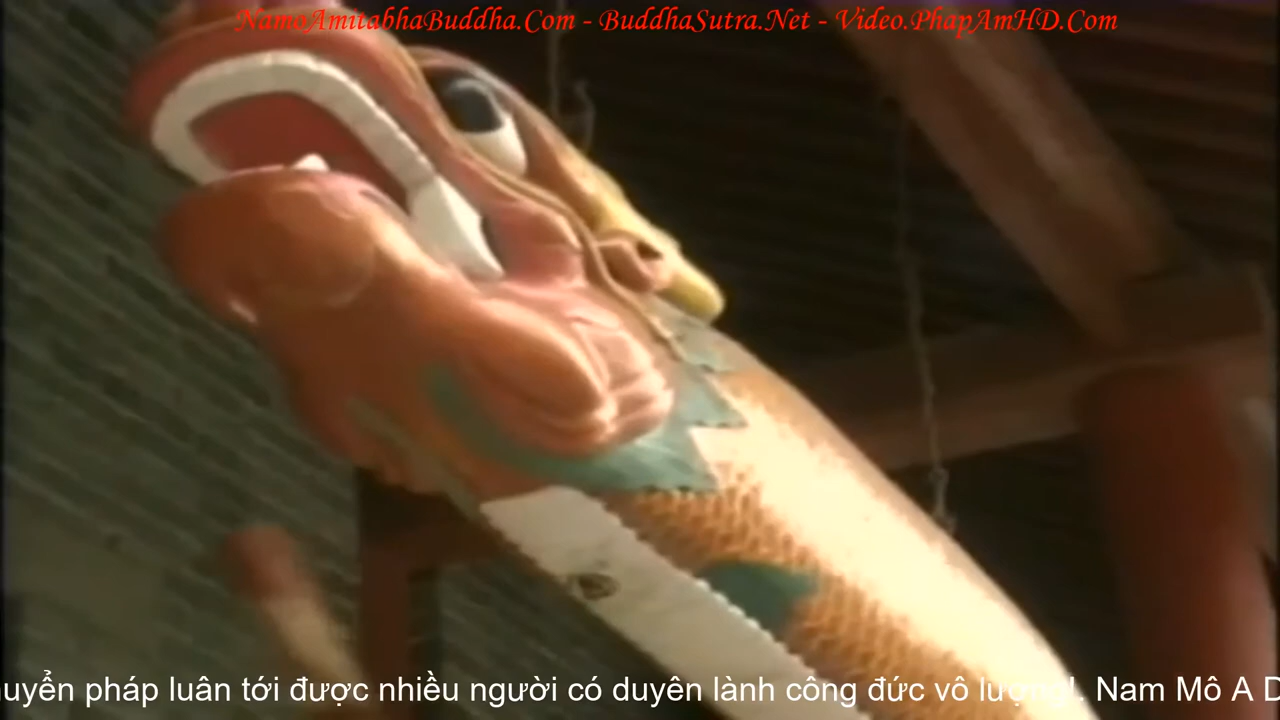 NamoAmitabhaBuddha.Com - BuddhaSutra.Net - Video.PhapAmHD.Com
huyển pháp luân tới được nhiều người có duyên lành công đức vô lượng!. Nam Mô A D